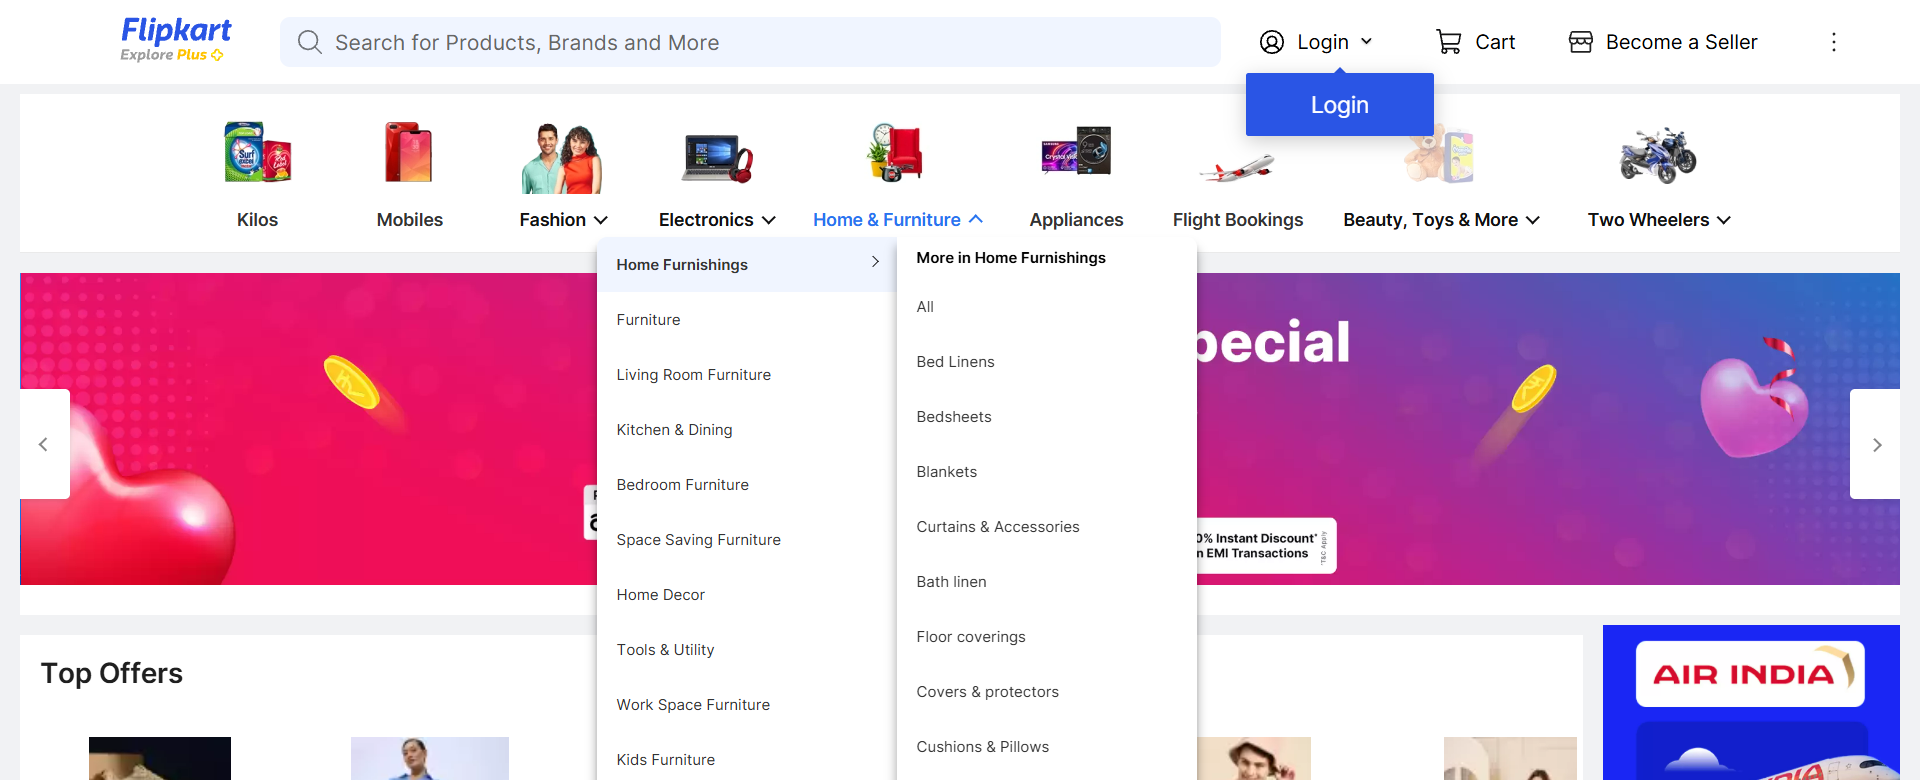 Flipkart
Explore Plus
Search for Products, Brands and More
Login
Cart
Become a Seller
Login
Surf excel
Kilos
Mobiles
Fashion
Electronics
Home & Furniture
Appliances
Flight Bookings
Beauty, Toys & More
Two Wheelers
Home Furnishings
Furniture
Living Room Furniture
Kitchen & Dining
Bedroom Furniture
Space Saving Furniture
Home Decor
Tools & Utility
Work Space Furniture
Kids Furniture
More in Home Furnishings
All
Bed Linens
Bedsheets
Blankets
Curtains & Accessories
Bath linen
Floor coverings
Covers & protectors
Cushions & Pillows
pecial
0% Instant Discount*
n EMI Transactions
*T&C Apply
Top Offers
AIR INDIA